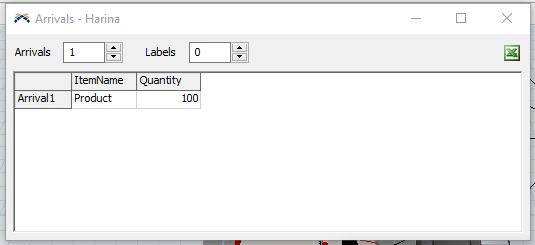 Arrivals - Harina
Arrivals 1 Labels 0
ItemName Quantity
Arrival1 Product 100